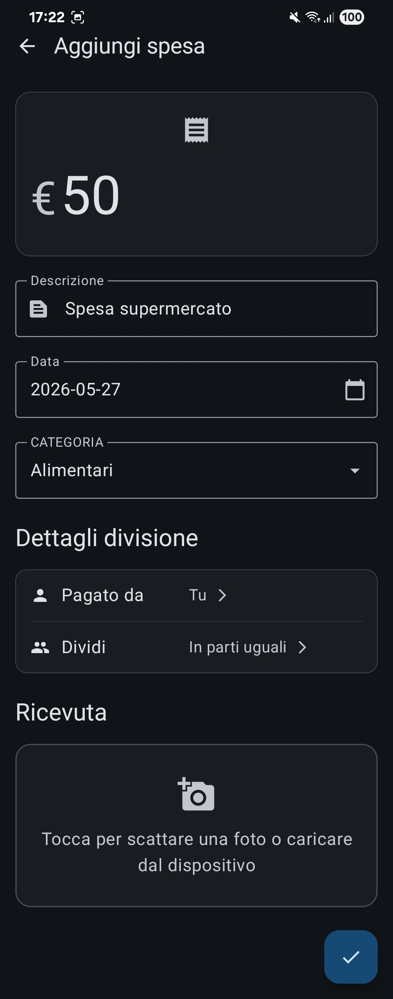 17:22
100
Aggiungi spesa
€ 50
Descrizione
Spesa supermercato
Data
2026-05-27
CATEGORIA
Alimentari
Dettagli divisione
Pagato da Tu
Dividi In parti uguali
Ricevuta
Tocca per scattare una foto o caricare
dal dispositivo